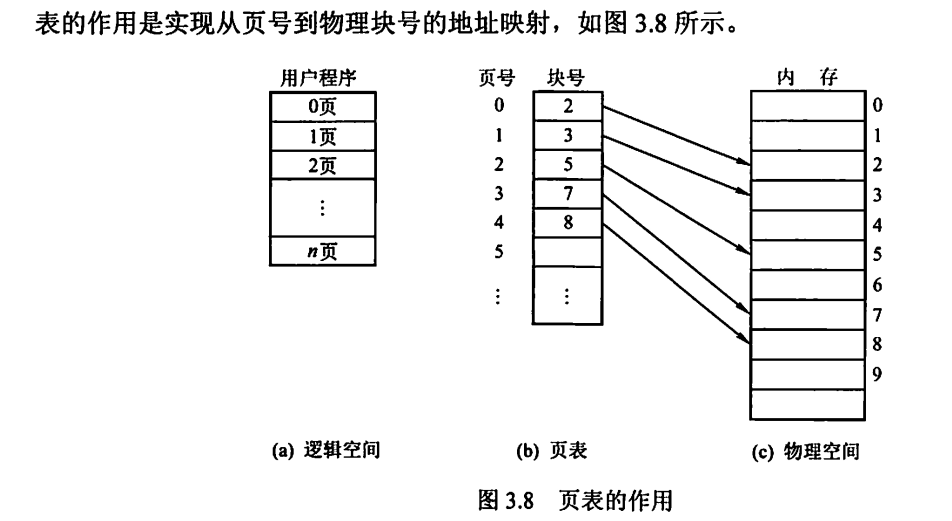 表的作用是实现从页号到物理块号的地址映射，如图 3.8 所示。
用户程序
0页
1页
2页
⋮
n页
页号 块号
0 2
1 3
2 5
3 7
4 8
5
⋮ ⋮
内 存
0
1
2
3
4
5
6
7
8
9
(a) 逻辑空间
(b) 页表
(c) 物理空间
图 3.8 页表的作用